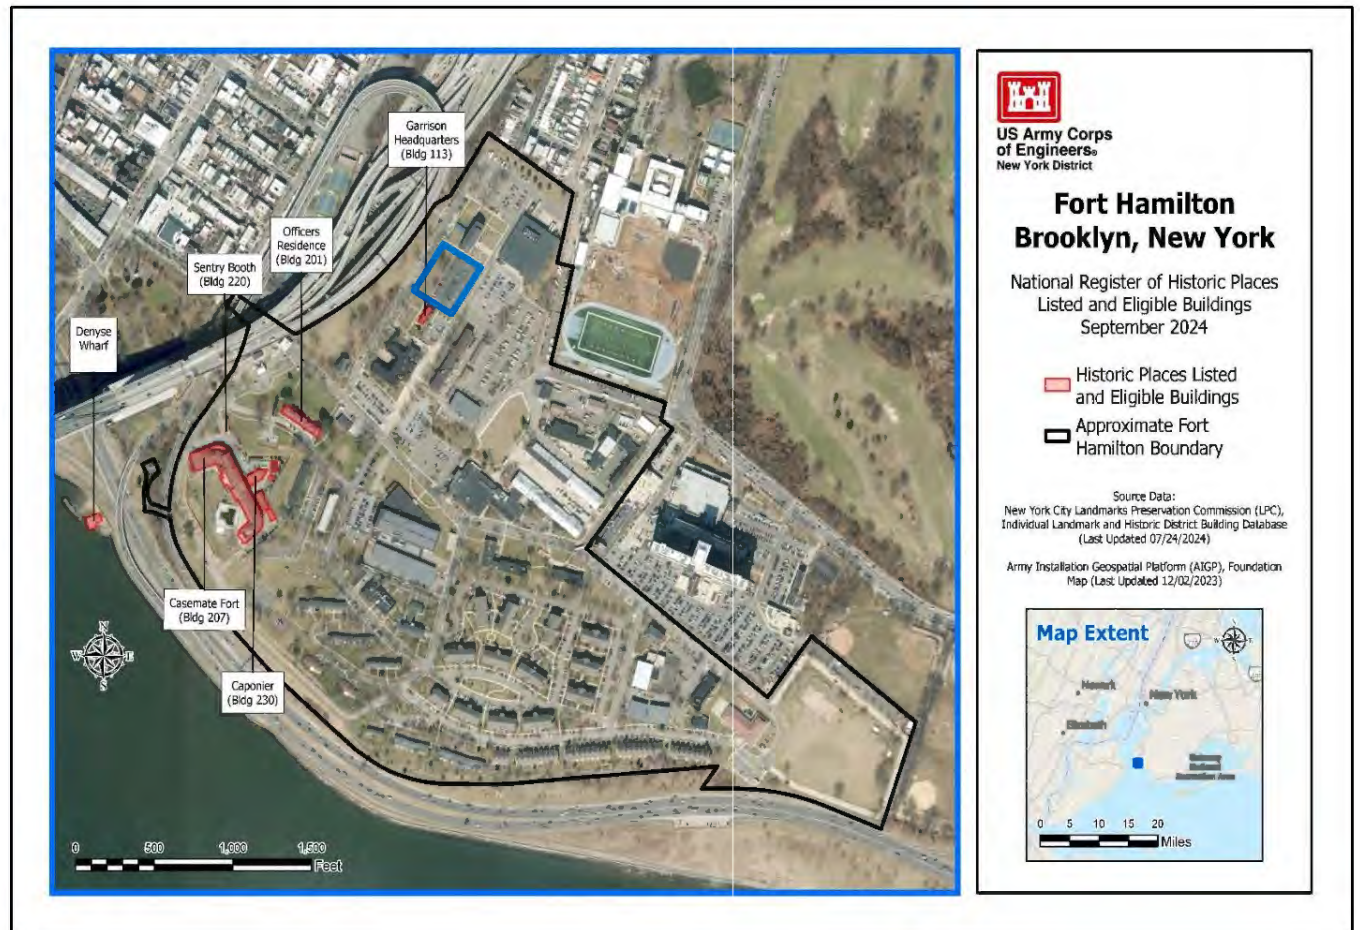 Garrison
Headquarters
(Bldg 113)
Officers
Residence
(Bldg 201)
Sentry Booth
(Bldg 220)
Denyse
Wharf
Casemate Fort
(Bldg 207)
Caponier
(Bldg 230)
N
W E
S
0 500 1,000 1,500
Feet
US Army Corps
of Engineers®
New York District
Fort Hamilton
Brooklyn, New York
National Register of Historic Places
Listed and Eligible Buildings
September 2024
Historic Places Listed
and Eligible Buildings
Approximate Fort
Hamilton Boundary
Source Data:
New York City Landmarks Preservation Commission (LPC),
Individual Landmark and Historic District Building Database
(Last Updated 07/24/2024)
Army Installation Geospatial Platform (AIGP), Foundation
Map (Last Updated 12/02/2023)
Map Extent
N
W E
S
Newark
New York
Elizabeth
Gateway
National
Recreation Area
0 5 10 15 20
Miles